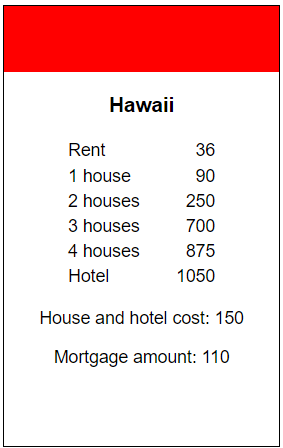 Hawaii
Rent 36
1 house 90
2 houses 250
3 houses 700
4 houses 875
Hotel 1050
House and hotel cost: 150
Mortgage amount: 110